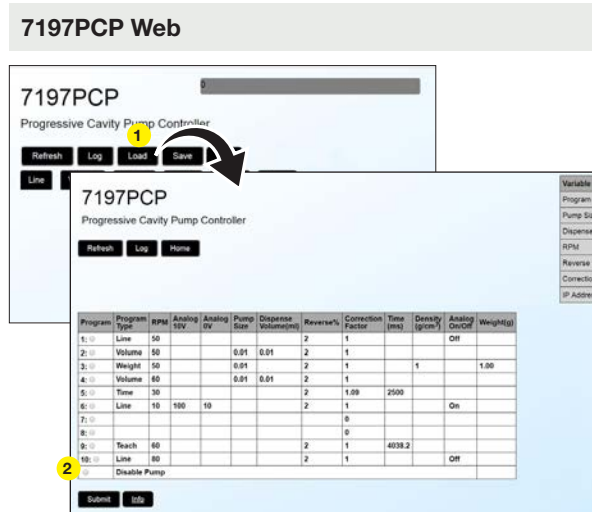 7197PCP Web
0
7197PCP
Progressive Cavity Pump Controller
1
Refresh Log Load Save
Line
7197PCP
Progressive Cavity Pump Controller
Refresh Log Home
Variable
Program
Pump Siz
Dispense
RPM
Reverse
Correctio
IP Addre
Program Program Type RPM Analog 10V Analog 0V Pump Size Dispense Volume(ml) Reverse% Correction Factor Time (ms) Density (g/cm³) Analog On/Off Weight(g)
1: Line 50 2 1 Off
2: Volume 50 0.01 0.01 2 1
3: Weight 50 0.01 2 1 1 1.00
4: Volume 60 0.01 0.01 2 1
5: Time 30 2 1.09 2500
6: Line 10 100 10 2 1 On
7: 0
8: 0
9: Teach 60 2 1 4038.2
10: Line 80 2 1 Off
2 Disable Pump
Submit Info